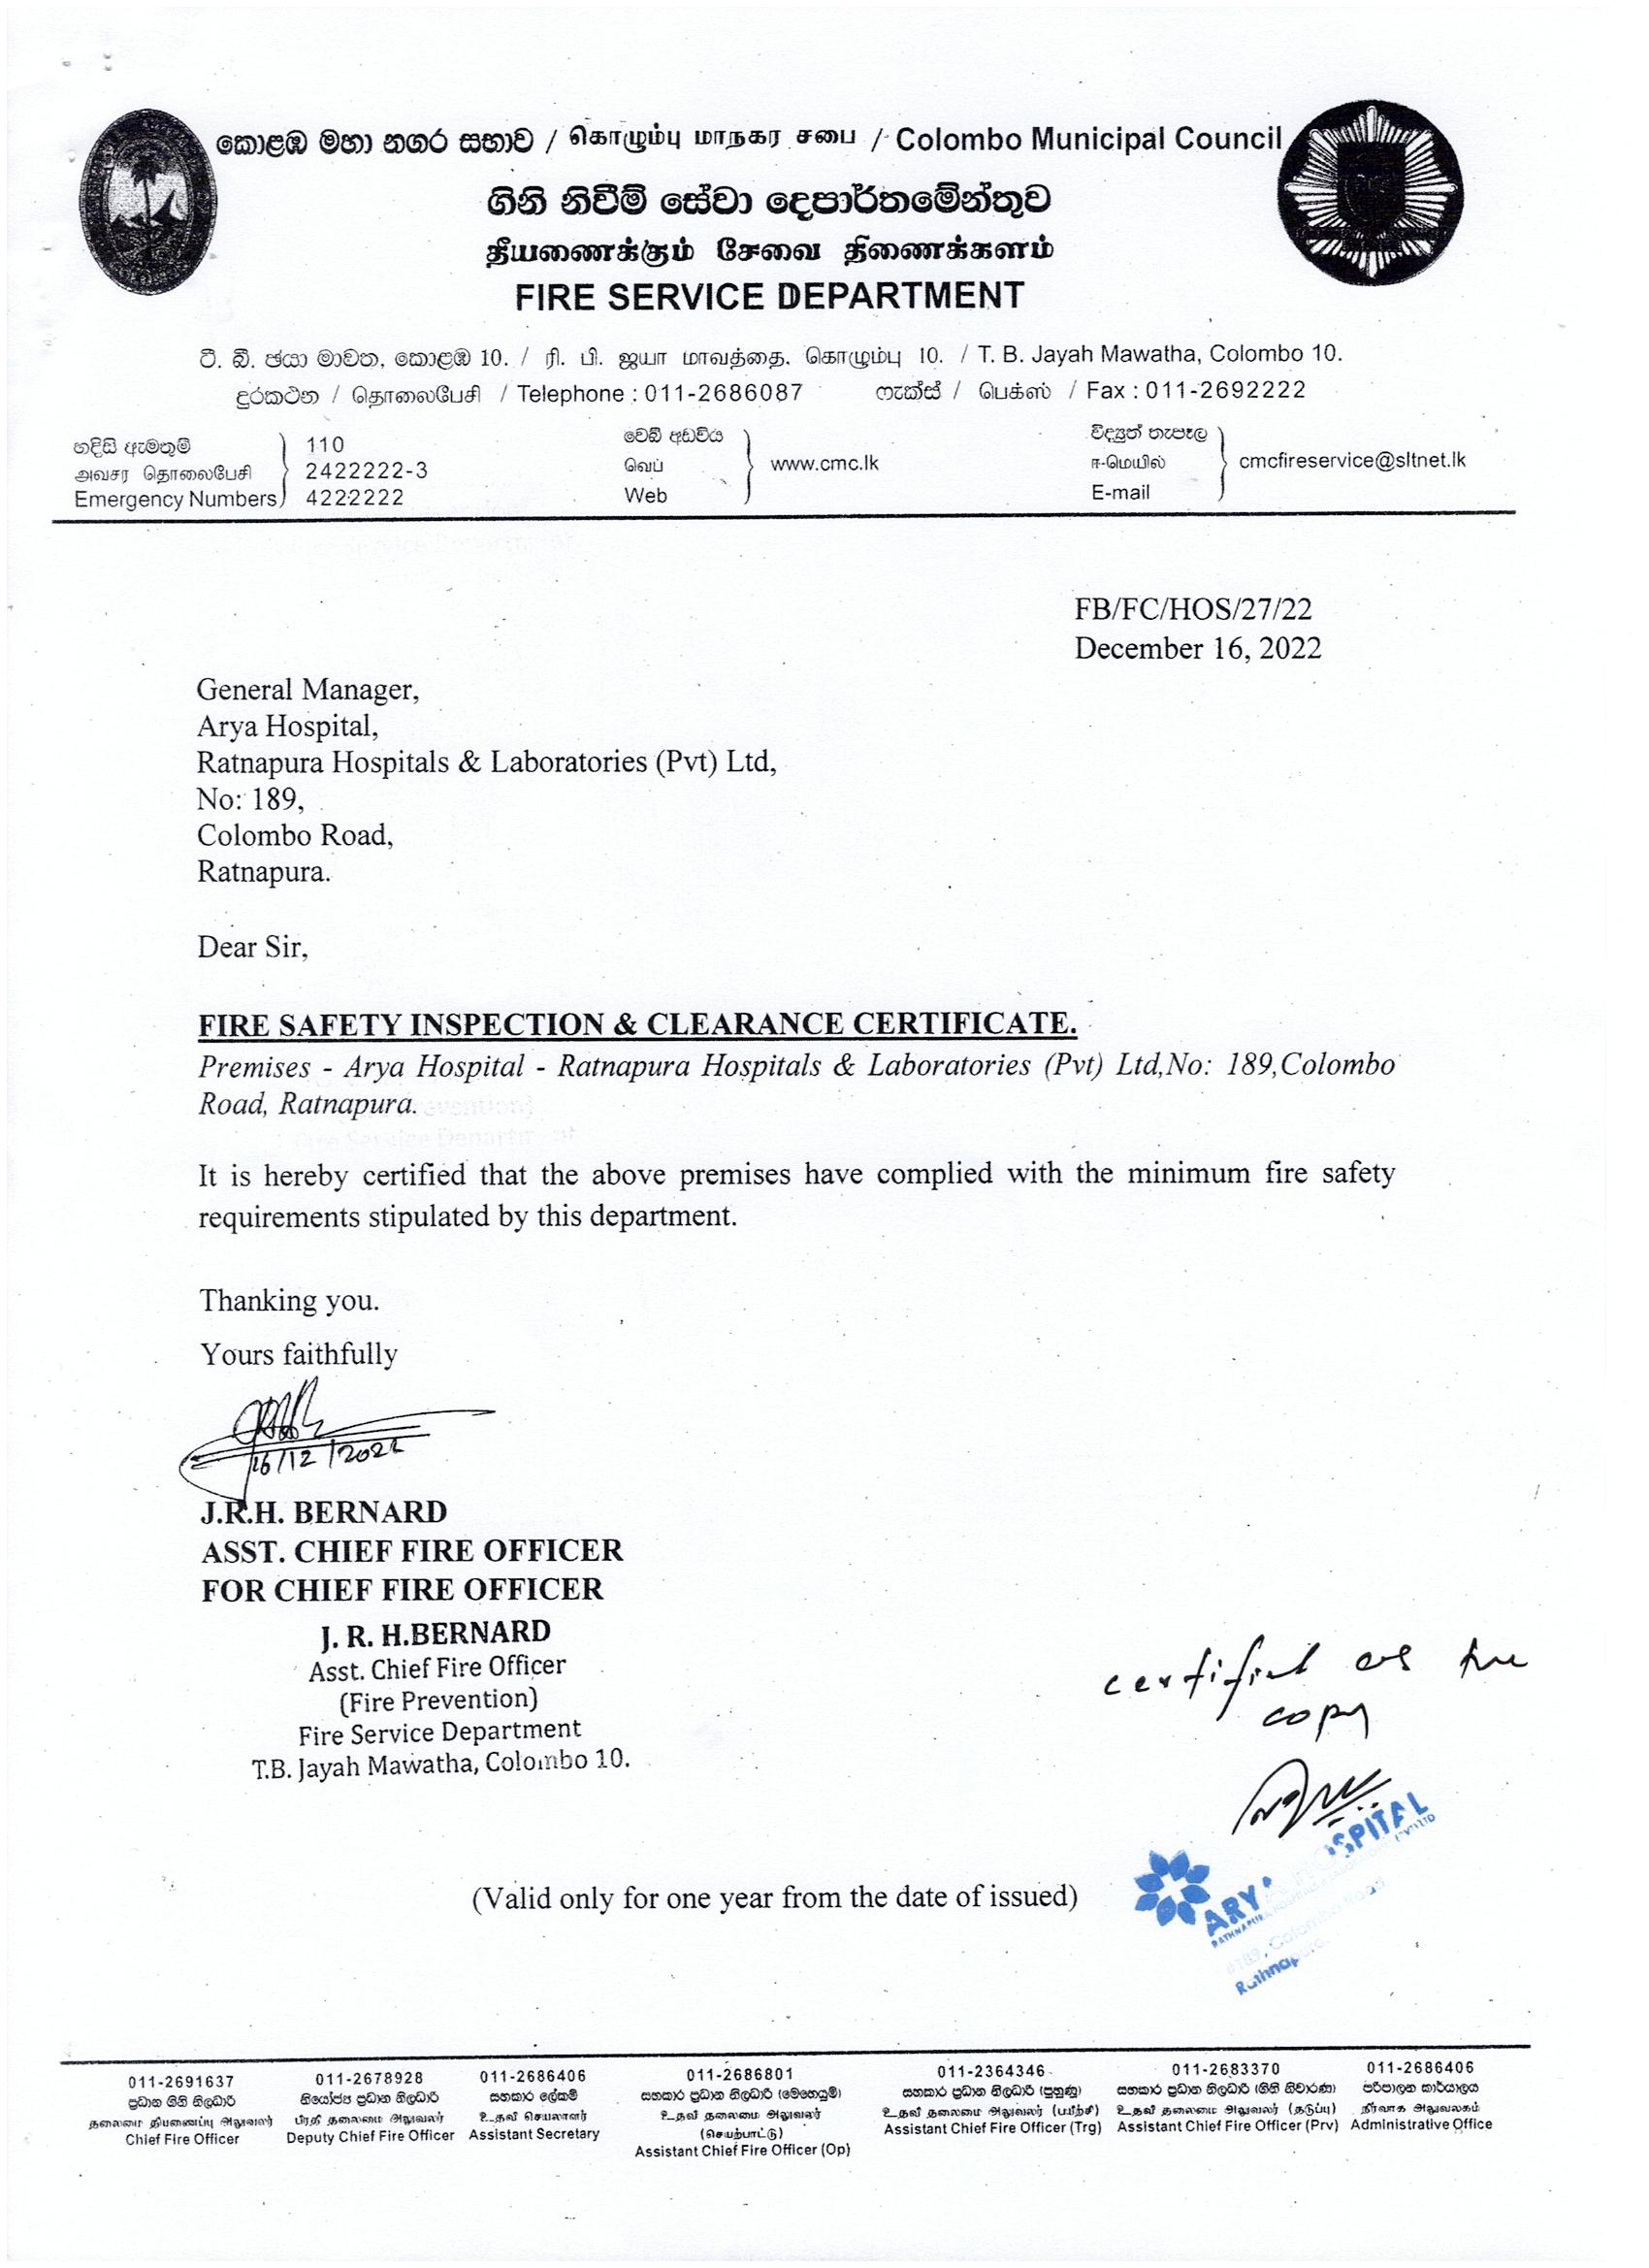 කොළඹ මහා නගර සභාව / கொழும்பு மாநகர சபை / Colombo Municipal Council
ගිනි නිවීම් සේවා දෙපාර්තමේන්තුව
தீயணைக்கும் சேவை திணைக்களம்
FIRE SERVICE DEPARTMENT
ටී. බී. ජයා මාවත, කොළඹ 10. / ரி. பி. ஜயா மாவத்தை. கொழும்பு 10. / T. B. Jayah Mawatha, Colombo 10.
දුරකථන / தொலைபேசி / Telephone : 011-2686087 ෆැක්ස් / பெக்ஸ் / Fax : 011-2692222
හදිසි ඇමතුම් 110 වෙබ් අඩවිය විද්‍යුත් තැපෑල
அவசர தொலைபேசி 2422222-3 வெப் www.cmc.lk ஈ-மெயில் cmcfireservice@sltnet.lk
Emergency Numbers 4222222 Web E-mail
FB/FC/HOS/27/22
December 16, 2022
General Manager,
Arya Hospital,
Ratnapura Hospitals & Laboratories (Pvt) Ltd,
No: 189,
Colombo Road,
Ratnapura.
Dear Sir,
FIRE SAFETY INSPECTION & CLEARANCE CERTIFICATE.
Premises - Arya Hospital - Ratnapura Hospitals & Laboratories (Pvt) Ltd,No: 189,Colombo
Road, Ratnapura.
It is hereby certified that the above premises have complied with the minimum fire safety
requirements stipulated by this department.
Thanking you.
Yours faithfully
16/12/2022
J.R.H. BERNARD
ASST. CHIEF FIRE OFFICER
FOR CHIEF FIRE OFFICER
J. R. H.BERNARD
Asst. Chief Fire Officer
(Fire Prevention)
Fire Service Department
T.B. Jayah Mawatha, Colombo 10.
certified as true
copy
(Valid only for one year from the date of issued)
011-2691637 011-2678928 011-2686406 011-2686801 011-2364346 011-2683370 011-2686406
ප්‍රධාන ගිනි නිලධාරී නියෝජ්‍ය ප්‍රධාන නිලධාරී සහකාර ලේකම් සහකාර ප්‍රධාන නිලධාරී (මෙහෙයුම්) සහකාර ප්‍රධාන නිලධාරී (පුහුණු) සහකාර ප්‍රධාන නිලධාරී (ගිනි නිවාරණ) පරිපාලන කාර්යාලය
தலைமை தீயணைப்பு அலுவலர் பிரதி தலைமை அலுவலர் உதவி செயலாளர் உதவி தலைமை அலுவலர் (செயற்பாட்டு) உதவி தலைமை அலுவலர் (பயிற்சி) உதவி தலைமை அலுவலர் (தடுப்பு) நிர்வாக அலுவலகம்
Chief Fire Officer Deputy Chief Fire Officer Assistant Secretary Assistant Chief Fire Officer (Op) Assistant Chief Fire Officer (Trg) Assistant Chief Fire Officer (Prv) Administrative Office